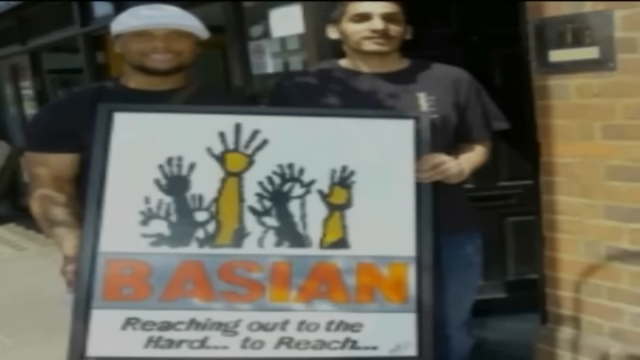 BASIAN
Reaching out to the
Hard... to Reach...